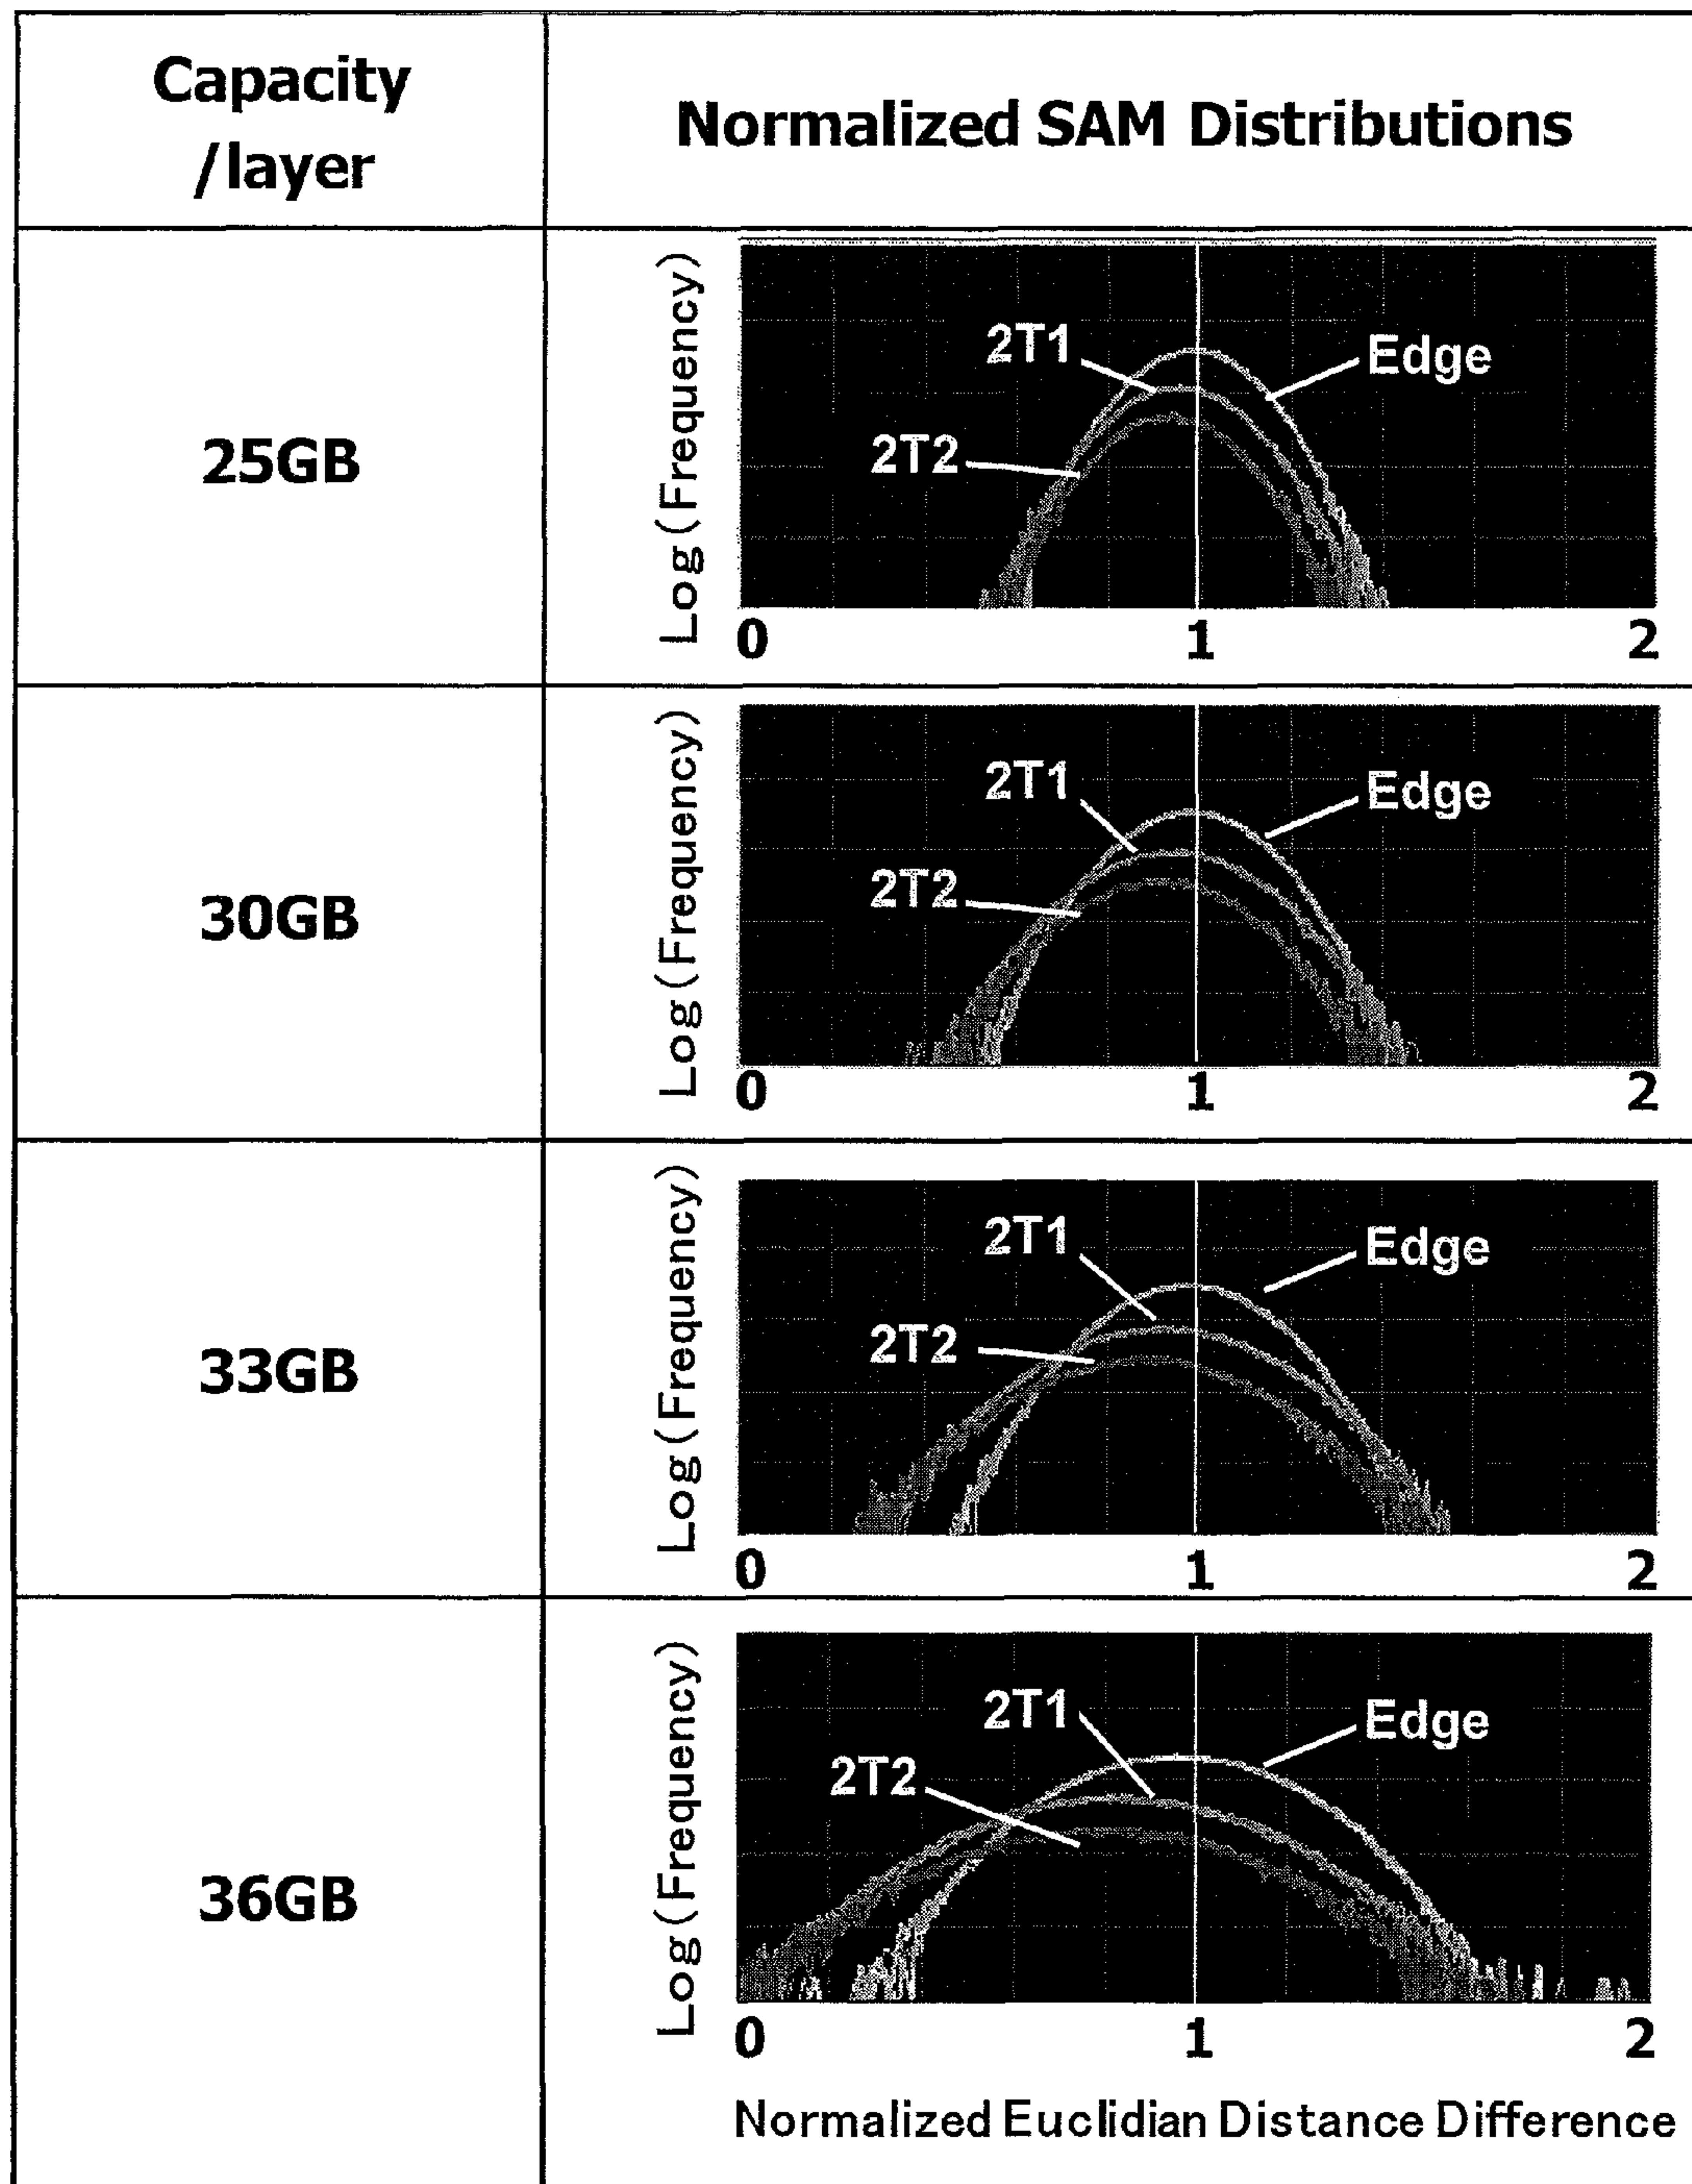 Capacity
/layer
Normalized SAM Distributions
25GB
Log(Frequency)
2T1
Edge
2T2
0 1 2
30GB
Log(Frequency)
2T1
Edge
2T2
0 1 2
33GB
Log(Frequency)
2T1
Edge
2T2
0 1 2
36GB
Log(Frequency)
2T1
Edge
2T2
0 1 2
Normalized Euclidian Distance Difference